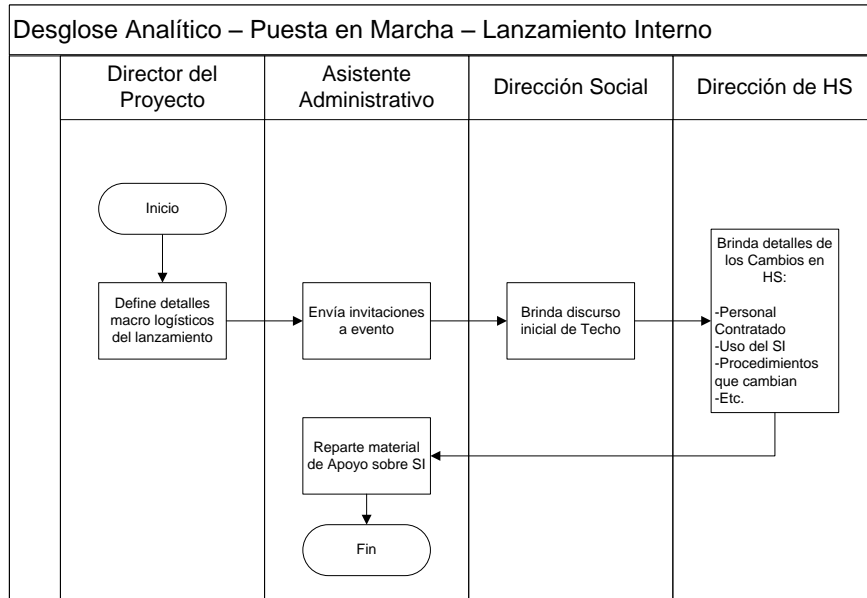 Desglose Analítico – Puesta en Marcha – Lanzamiento Interno
Director del
Proyecto
Asistente
Administrativo
Dirección Social
Dirección de HS
Inicio
Define detalles
macro logísticos
del lanzamiento
Envía invitaciones
a evento
Brinda discurso
inicial de Techo
Brinda detalles de
los Cambios en
HS:
-Personal
Contratado
-Uso del SI
-Procedimientos
que cambian
-Etc.
Reparte material
de Apoyo sobre SI
Fin